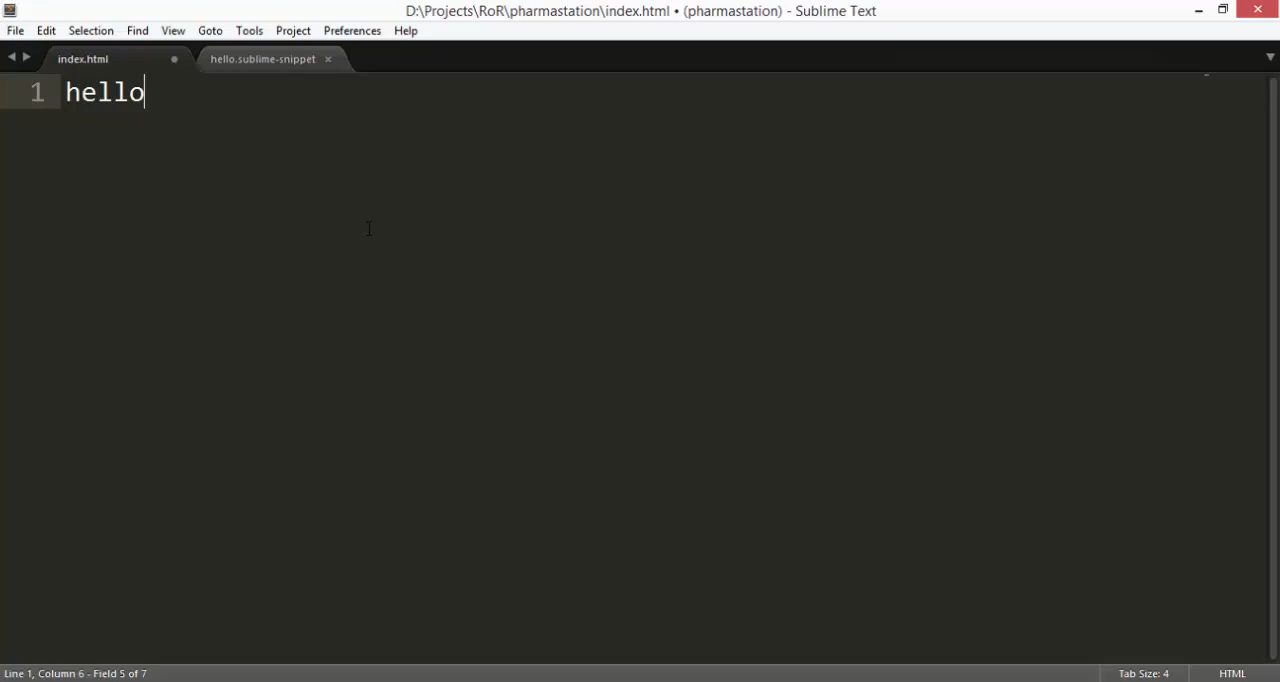 D:\Projects\RoR\pharmastation\index.html • (pharmastation) - Sublime Text
File Edit Selection Find View Goto Tools Project Preferences Help
index.html hello.sublime-snippet
1 hello
Line 1, Column 6 - Field 5 of 7 Tab Size: 4 HTML